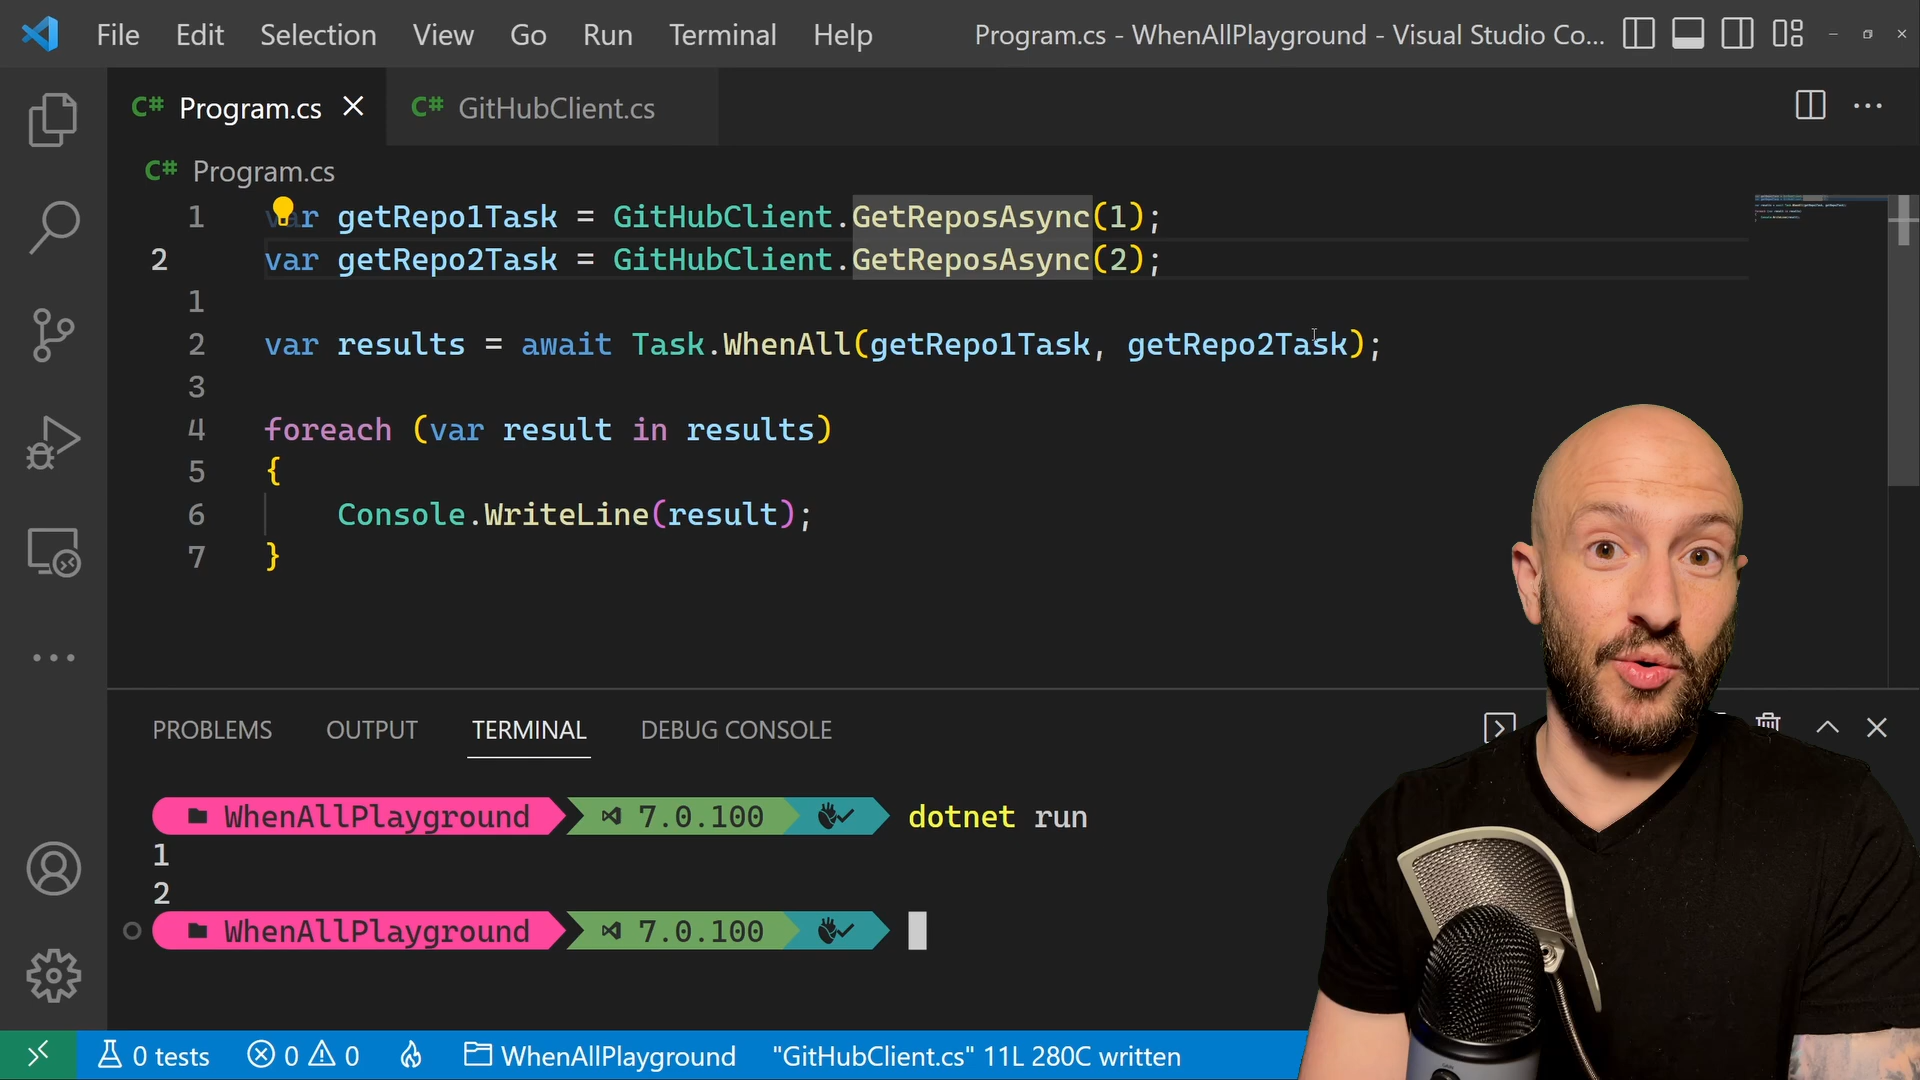 File Edit Selection View Go Run Terminal Help Program.cs - WhenAllPlayground - Visual Studio Co...
C# Program.cs C# GitHubClient.cs
C# Program.cs
1 var getRepo1Task = GitHubClient.GetReposAsync(1);
2 var getRepo2Task = GitHubClient.GetReposAsync(2);
1
2 var results = await Task.WhenAll(getRepo1Task, getRepo2Task);
3
4 foreach (var result in results)
5 {
6 Console.WriteLine(result);
7 }
PROBLEMS OUTPUT TERMINAL DEBUG CONSOLE
WhenAllPlayground 7.0.100 dotnet run
1
2
WhenAllPlayground 7.0.100
0 tests 0 0 WhenAllPlayground "GitHubClient.cs" 11L 280C written